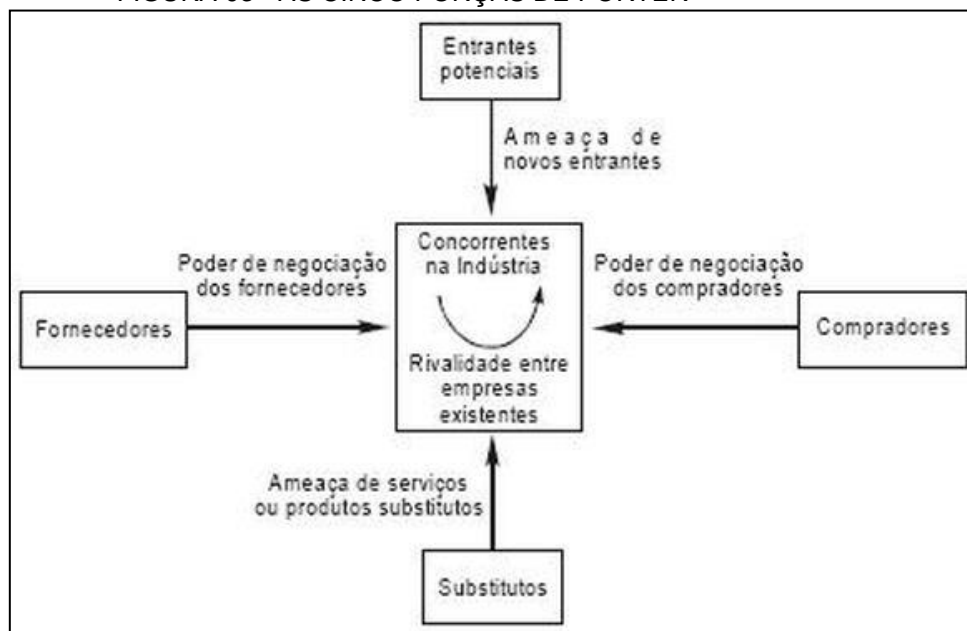 Entrantes
potenciais
Ameaça de
novos entrantes
Concorrentes
na Indústria
Poder de negociação
dos fornecedores
Poder de negociação
dos compradores
Fornecedores
Compradores
Rivalidade entre
empresas
existentes
Ameaça de serviços
ou produtos substitutos
Substitutos